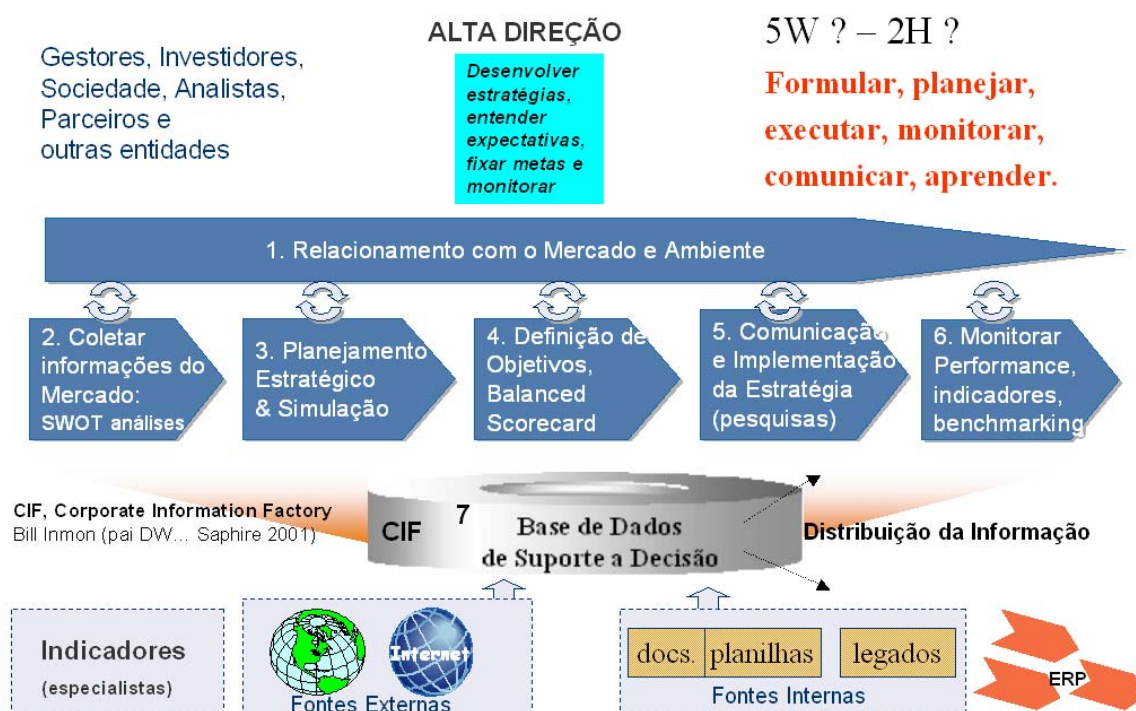 Gestores, Investidores,
Sociedade, Analistas,
Parceiros e
outras entidades
ALTA DIREÇÃO
Desenvolver
estratégias,
entender
expectativas,
fixar metas e
monitorar
5W ? – 2H ?
Formular, planejar,
executar, monitorar,
comunicar, aprender.
1. Relacionamento com o Mercado e Ambiente
2. Coletar
informações do
Mercado:
SWOT análises
3. Planejamento
Estratégico
& Simulação
4. Definição de
Objetivos,
Balanced
Scorecard
5. Comunicação
e Implementação
da Estratégia
(pesquisas)
6. Monitorar
Performance,
indicadores,
benchmarking
CIF, Corporate Information Factory
Bill Inmon (pai DW... Saphire 2001)
CIF
7
Base de Dados
de Suporte a Decisão
Distribuição da Informação
Indicadores
(especialistas)
Internet
Fontes Externas
docs.
planilhas
legados
Fontes Internas
ERP